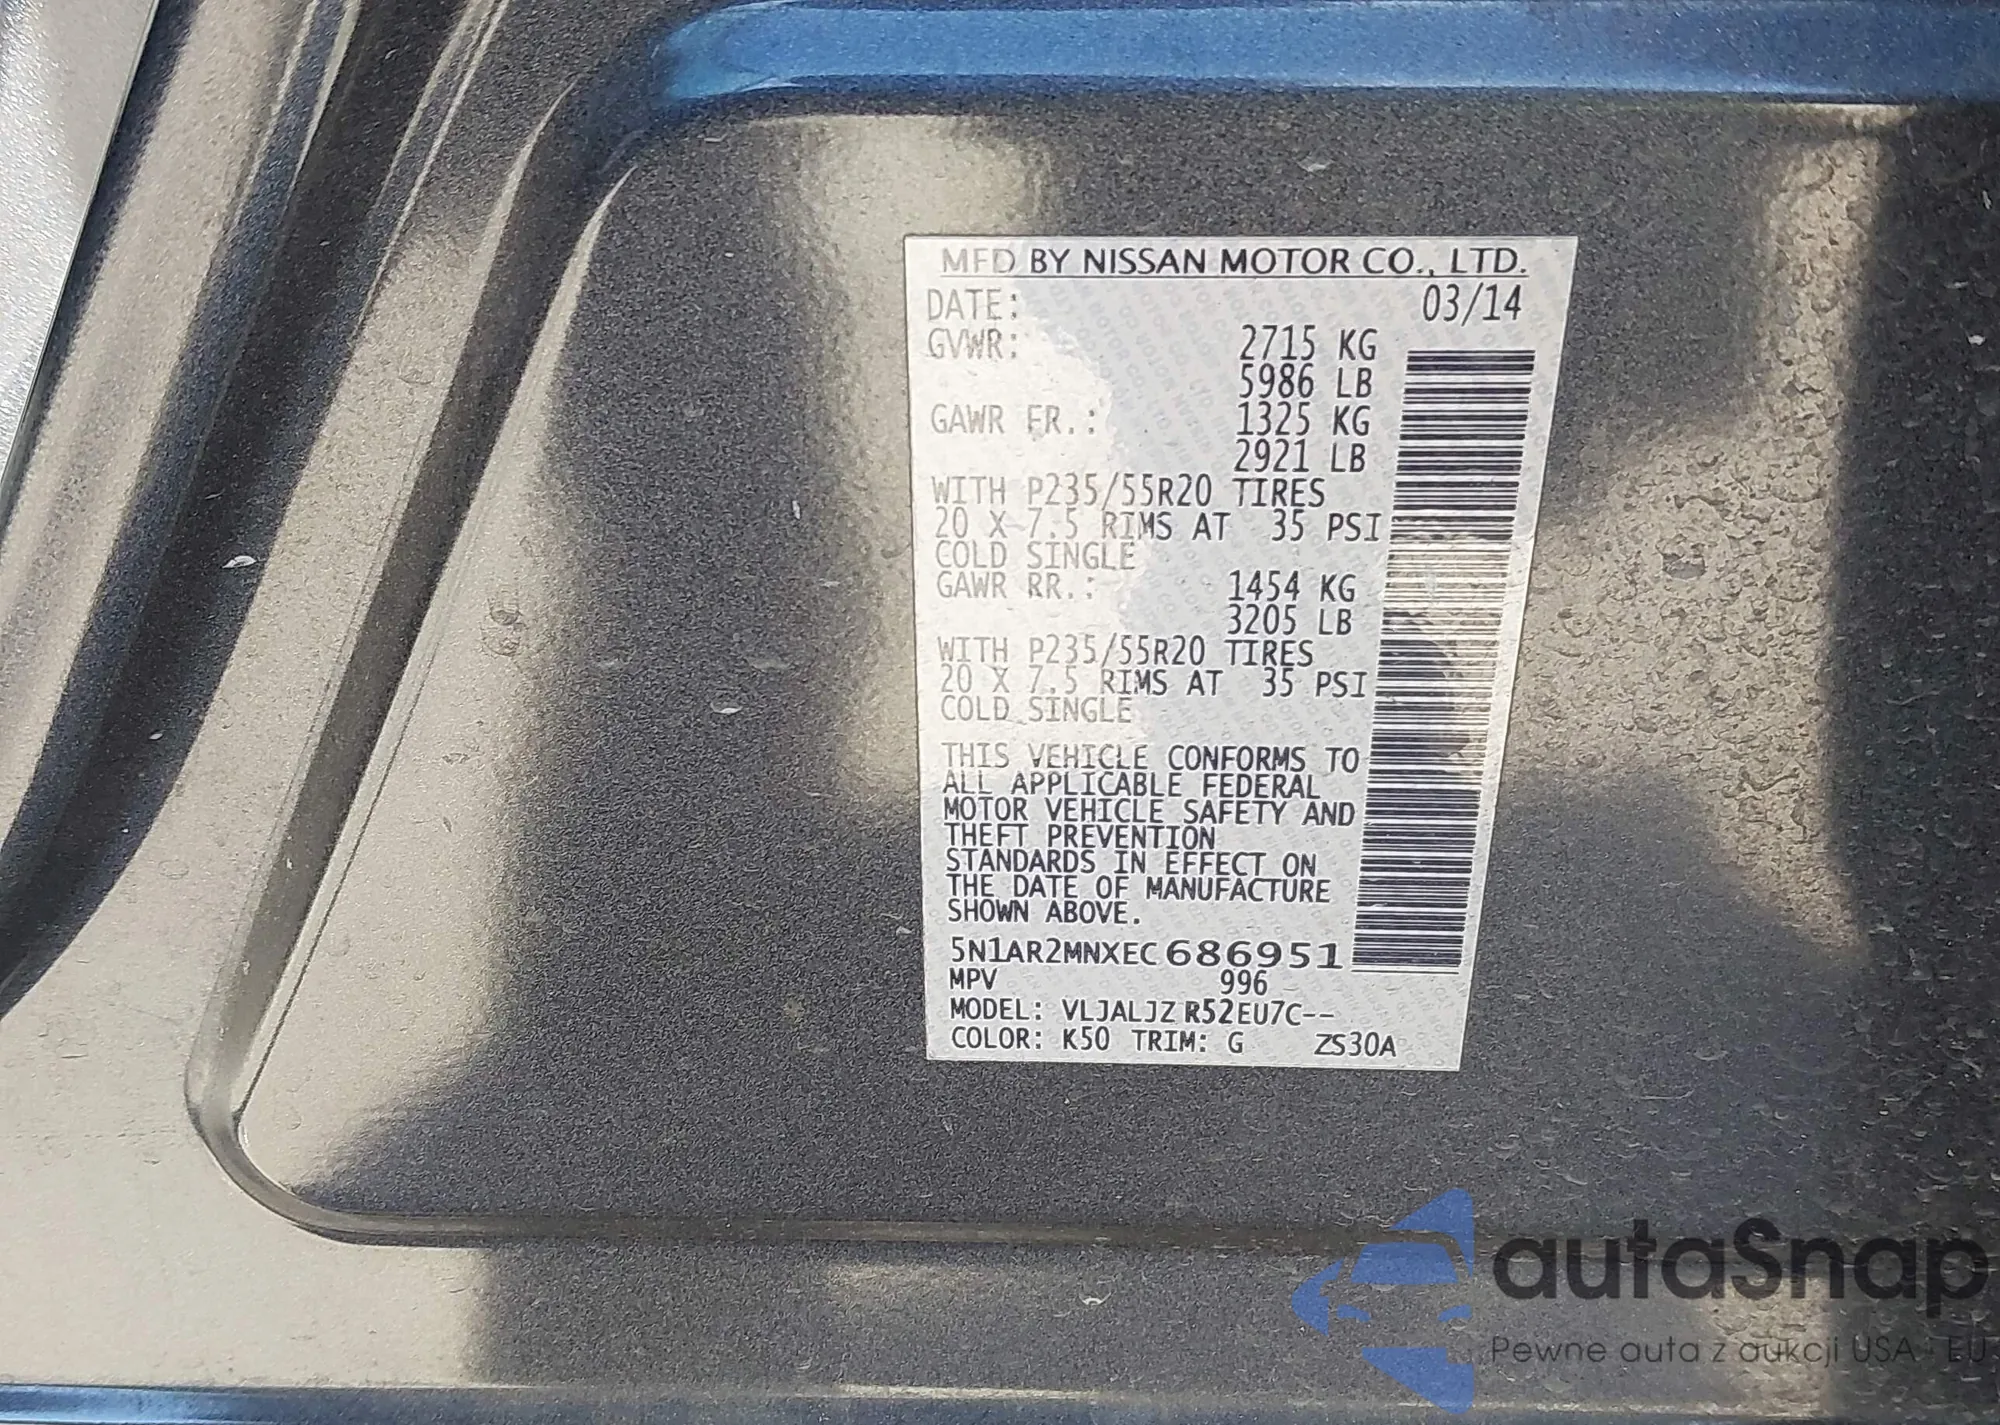 MFD BY NISSAN MOTOR CO., LTD.
DATE: 03/14
GVWR: 2715 KG
5986 LB
GAWR FR.: 1325 KG
2921 LB
WITH P235/55R20 TIRES
20 X 7.5 RIMS AT 35 PSI
COLD SINGLE
GAWR RR.: 1454 KG
3205 LB
WITH P235/55R20 TIRES
20 X 7.5 RIMS AT 35 PSI
COLD SINGLE
THIS VEHICLE CONFORMS TO
ALL APPLICABLE FEDERAL
MOTOR VEHICLE SAFETY AND
THEFT PREVENTION
STANDARDS IN EFFECT ON
THE DATE OF MANUFACTURE
SHOWN ABOVE.
5N1AR2MNXEC686951
MPV 996
MODEL: VLJALJZ R52EU7C--
COLOR: K50 TRIM: G ZS30A
autaSnap
Pewne auta z aukcji USA - EU